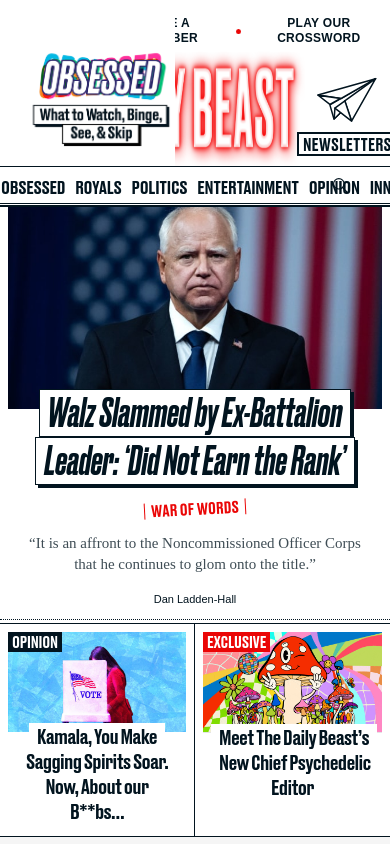 E A
BER
PLAY OUR
CROSSWORD
OBSESSED
What to Watch, Binge,
See, & Skip
Y BEAST
NEWSLETTERS
OBSESSED ROYALS POLITICS ENTERTAINMENT OPINION INN
Walz Slammed by Ex-Battalion
Leader: ‘Did Not Earn the Rank’
WAR OF WORDS
“It is an affront to the Noncommissioned Officer Corps
that he continues to glom onto the title.”
Dan Ladden-Hall
OPINION
VOTE
Kamala, You Make
Sagging Spirits Soar.
Now, About our
B**bs...
EXCLUSIVE
Meet The Daily Beast’s
New Chief Psychedelic
Editor